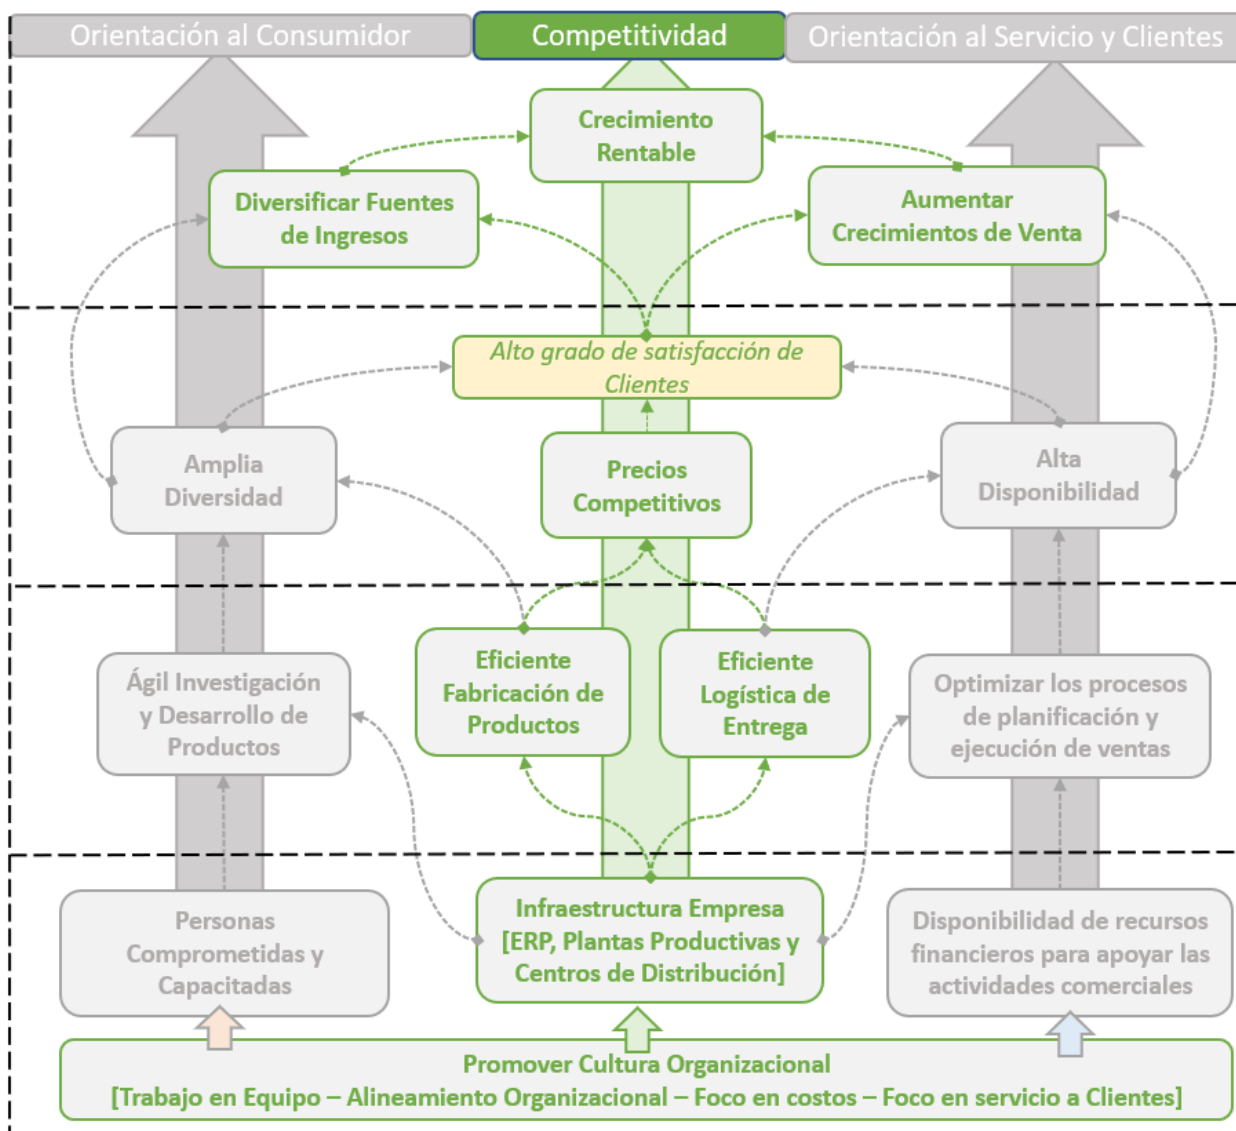 Orientación al Consumidor
Competitividad
Orientación al Servicio y Clientes
Crecimiento
Rentable
Diversificar Fuentes
de Ingresos
Aumentar
Crecimientos de Venta
Alto grado de satisfacción de
Clientes
Amplia
Diversidad
Precios
Competitivos
Alta
Disponibilidad
Ágil Investigación
y Desarrollo de
Productos
Eficiente
Fabricación de
Productos
Eficiente
Logística de
Entrega
Optimizar los procesos
de planificación y
ejecución de ventas
Personas
Comprometidas y
Capacitadas
Infraestructura Empresa
[ERP, Plantas Productivas y
Centros de Distribución]
Disponibilidad de recursos
financieros para apoyar las
actividades comerciales
Promover Cultura Organizacional
[Trabajo en Equipo – Alineamiento Organizacional – Foco en costos – Foco en servicio a Clientes]